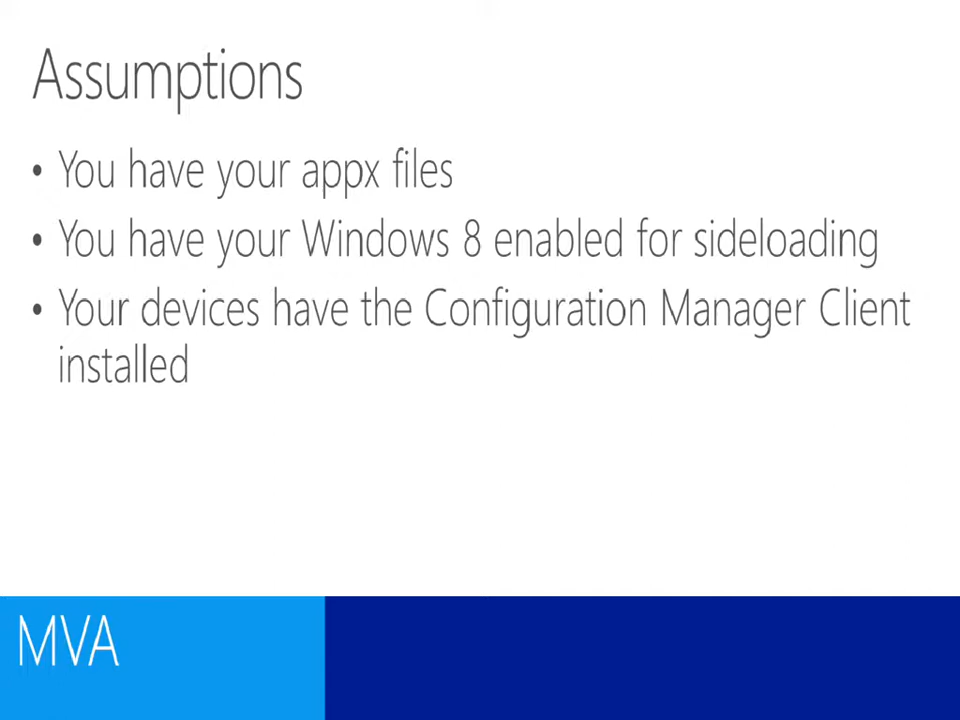 Assumptions
• You have your appx files
• You have your Windows 8 enabled for sideloading
• Your devices have the Configuration Manager Client
installed
MVA